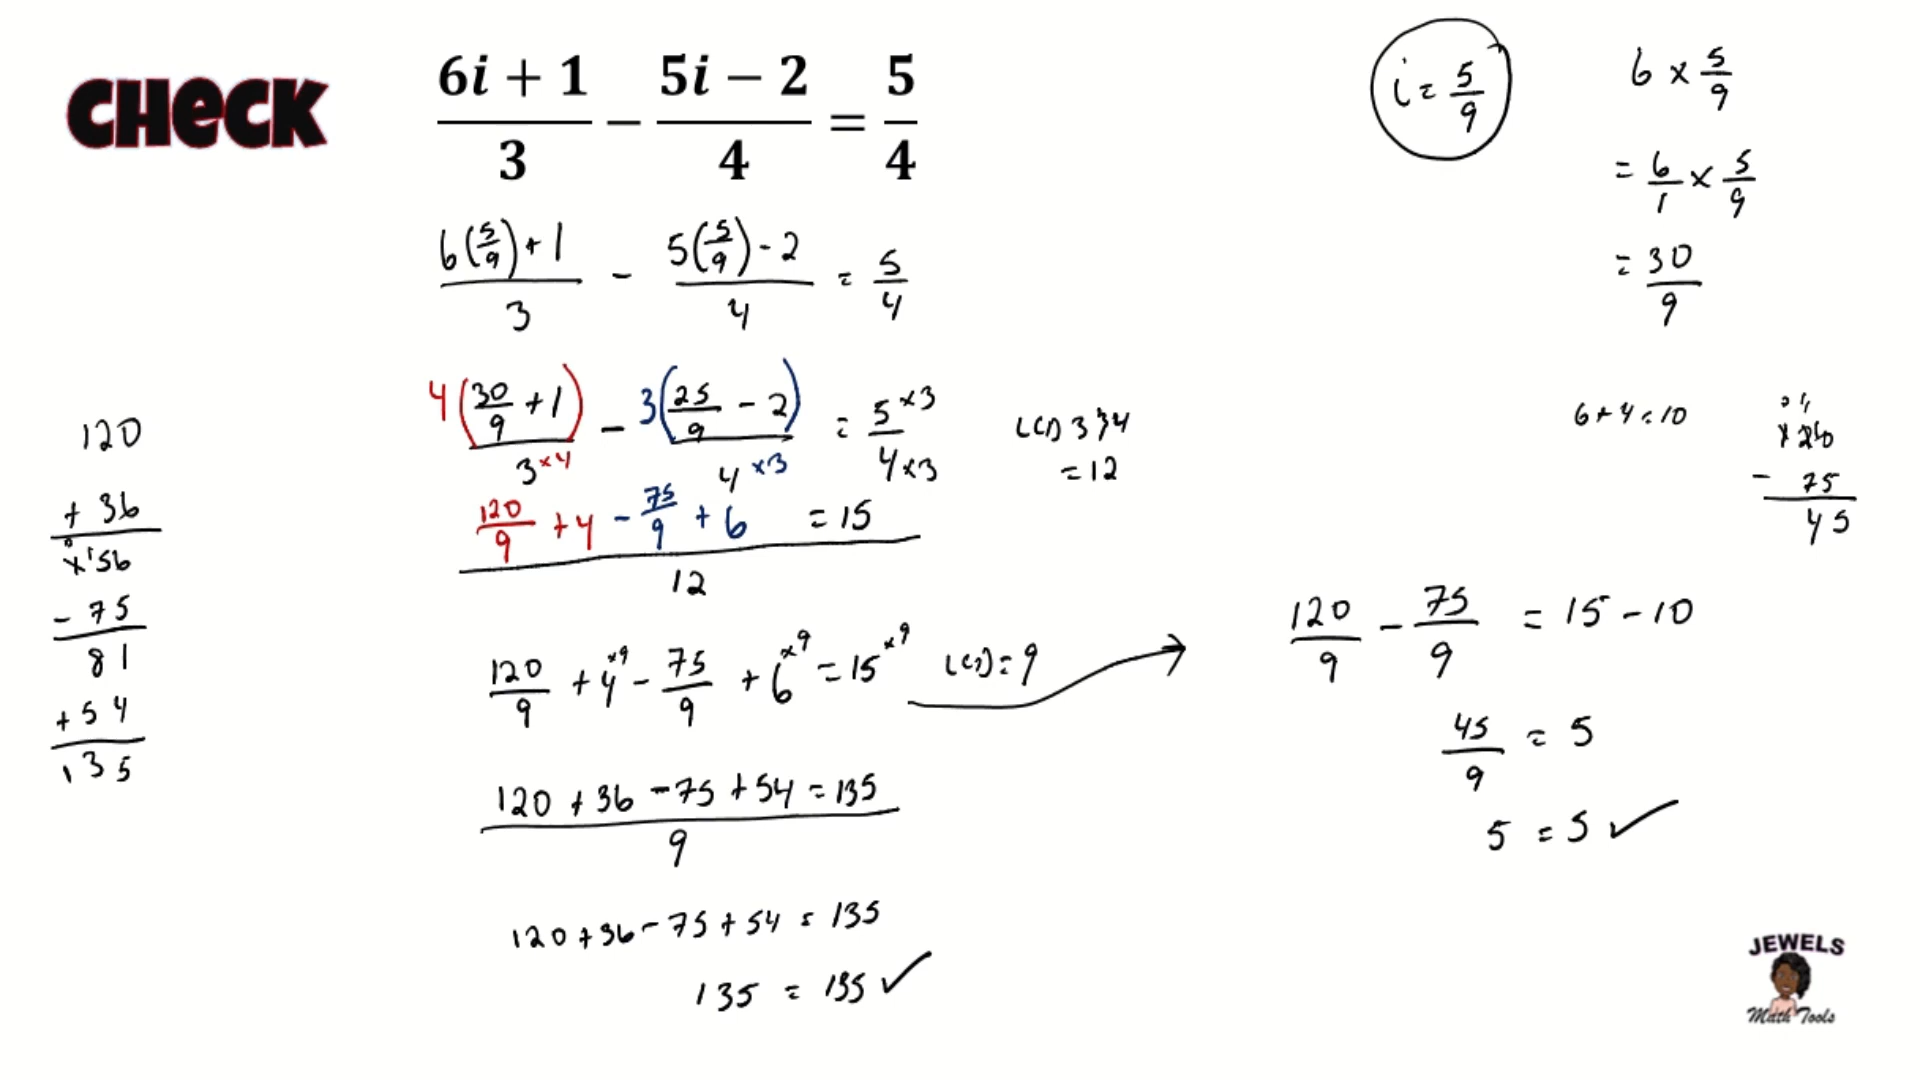 CHECK
6i + 1 / 3 − 5i − 2 / 4 = 5 / 4
i = 5/9
6 × 5/9
= 6/1 × 5/9
= 30/9
6(5/9) + 1 / 3 - 5(5/9) - 2 / 4 = 5/4
4(30/9 + 1) / 3 ×4 − 3(25/9 − 2) / 4 ×3 = 5 ×3 / 4 ×3
LCD 3 & 4
= 12
120/9 + 4 − 75/9 + 6 = 15
12
120/9 + 4 ×9 − 75/9 + 6 ×9 = 15 ×9
LCD = 9
120 + 36 − 75 + 54 = 135
9
120 + 36 − 75 + 54 = 135
135 = 135 ✓
120
+ 36
156
− 75
81
+ 54
135
6 + 4 = 10
120
− 75
45
120/9 − 75/9 = 15 − 10
45/9 = 5
5 = 5 ✓
JEWELS
Math Tools